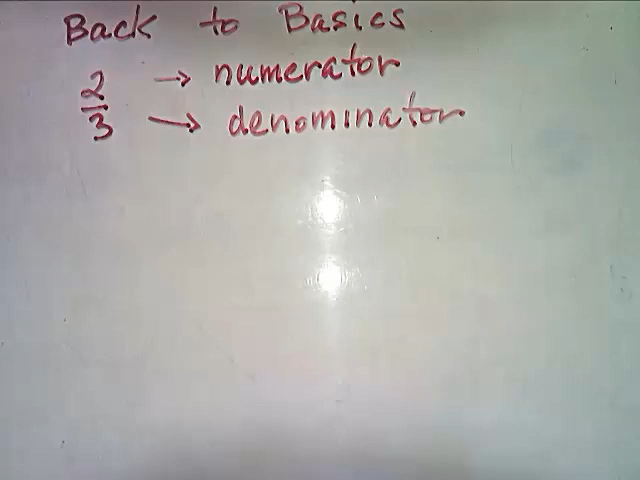 Back to Basics
2 → numerator
3 → denominator